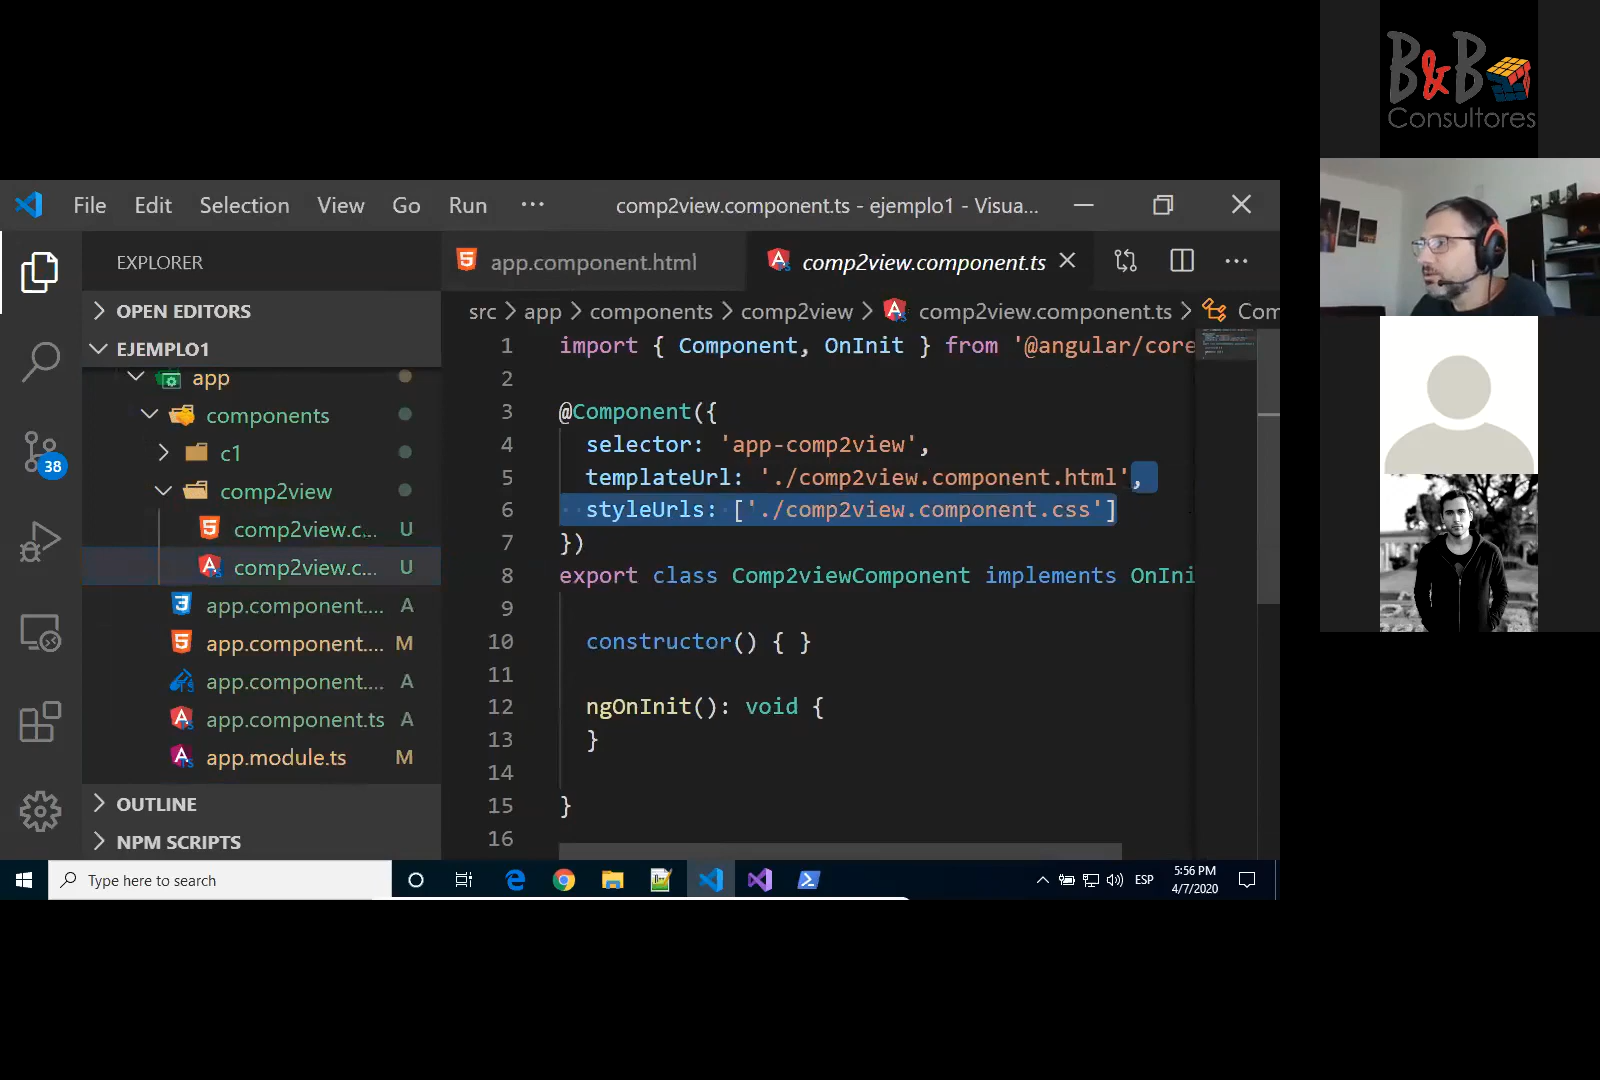 B&B
Consultores
File Edit Selection View Go Run ··· comp2view.component.ts - ejemplo1 - Visua...
EXPLORER
app.component.html
comp2view.component.ts
OPEN EDITORS
EJEMPLO1
app
components
c1
comp2view
comp2view.c... U
comp2view.c... U
app.component.... A
app.component.... M
app.component.... A
app.component.ts A
app.module.ts M
OUTLINE
NPM SCRIPTS
38
src > app > components > comp2view > comp2view.component.ts > Com
1 import { Component, OnInit } from '@angular/core
2
3 @Component({
4 selector: 'app-comp2view',
5 templateUrl: './comp2view.component.html',
6 styleUrls: ['./comp2view.component.css']
7 })
8 export class Comp2viewComponent implements OnIni
9
10 constructor() { }
11
12 ngOnInit(): void {
13 }
14
15 }
16
Type here to search
ESP
5:56 PM
4/7/2020